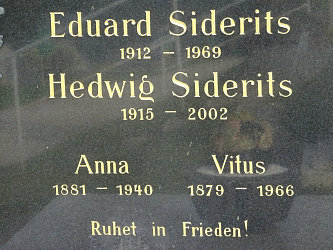 Eduard Siderits
1912 – 1969
Hedwig Siderits
1915 – 2002
Anna Vitus
1881 – 1940 1879 – 1966
Ruhet in Frieden!